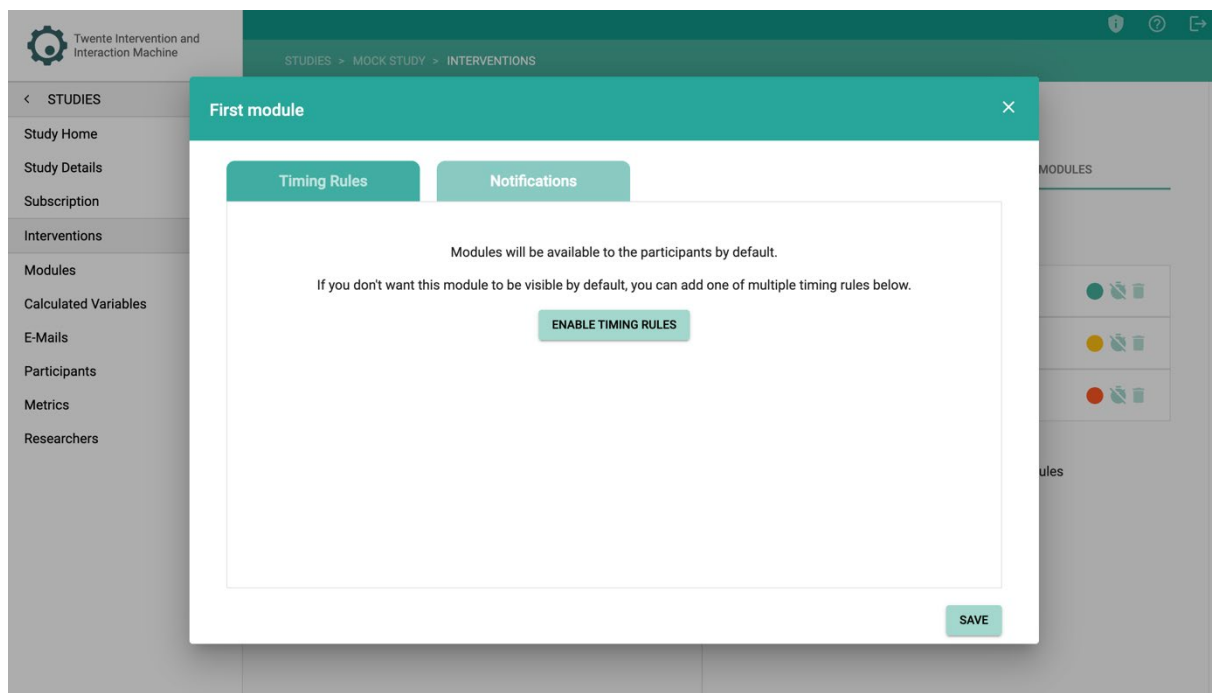 Twente Intervention and
Interaction Machine
STUDIES > MOCK STUDY > INTERVENTIONS
< STUDIES
Study Home
Study Details
Subscription
Interventions
Modules
Calculated Variables
E-Mails
Participants
Metrics
Researchers
First module
Timing Rules
Notifications
Modules will be available to the participants by default.
If you don't want this module to be visible by default, you can add one of multiple timing rules below.
ENABLE TIMING RULES
SAVE
MODULES
ules